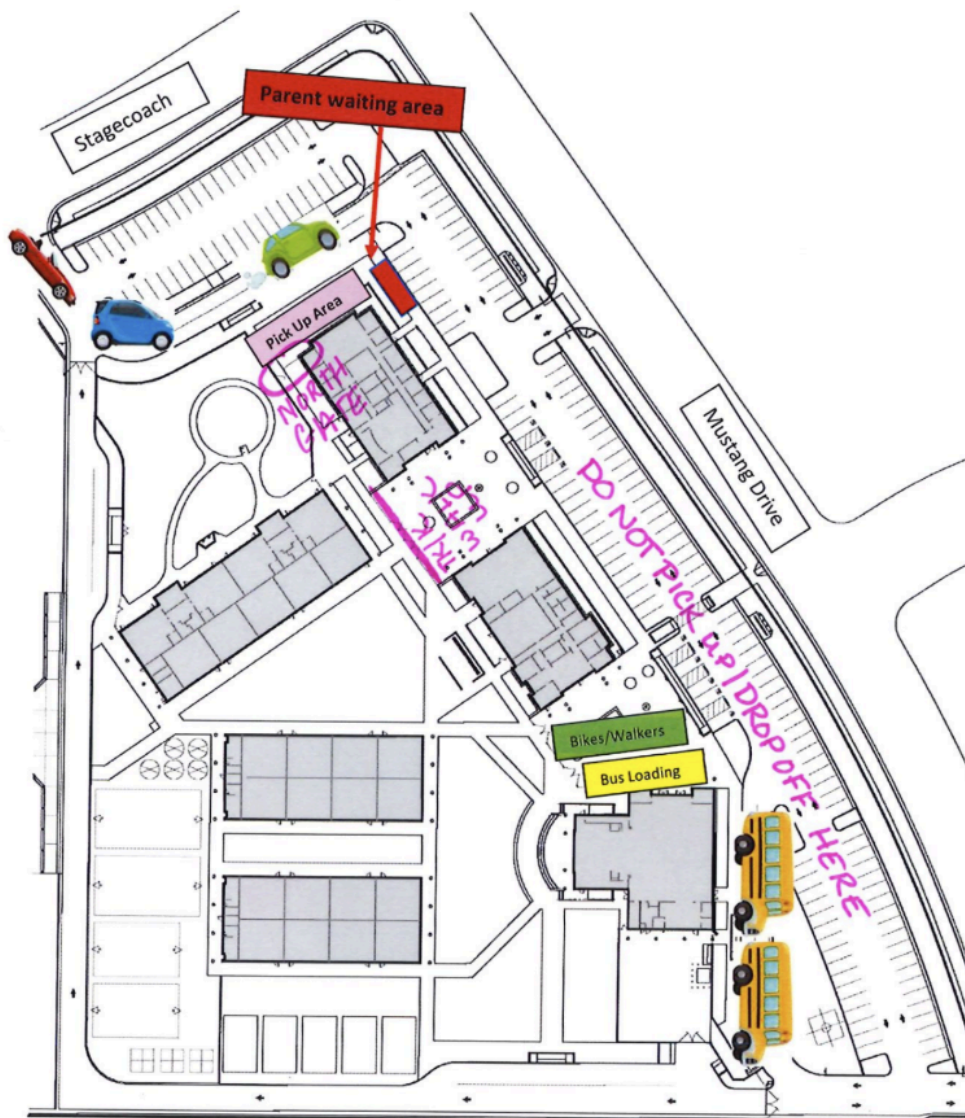 Stagecoach
Parent waiting area
Pick Up Area
NORTH
GATE
Mustang Drive
TK/K
DO NOT PICK UP/DROP OFF HERE
Bikes/Walkers
Bus Loading